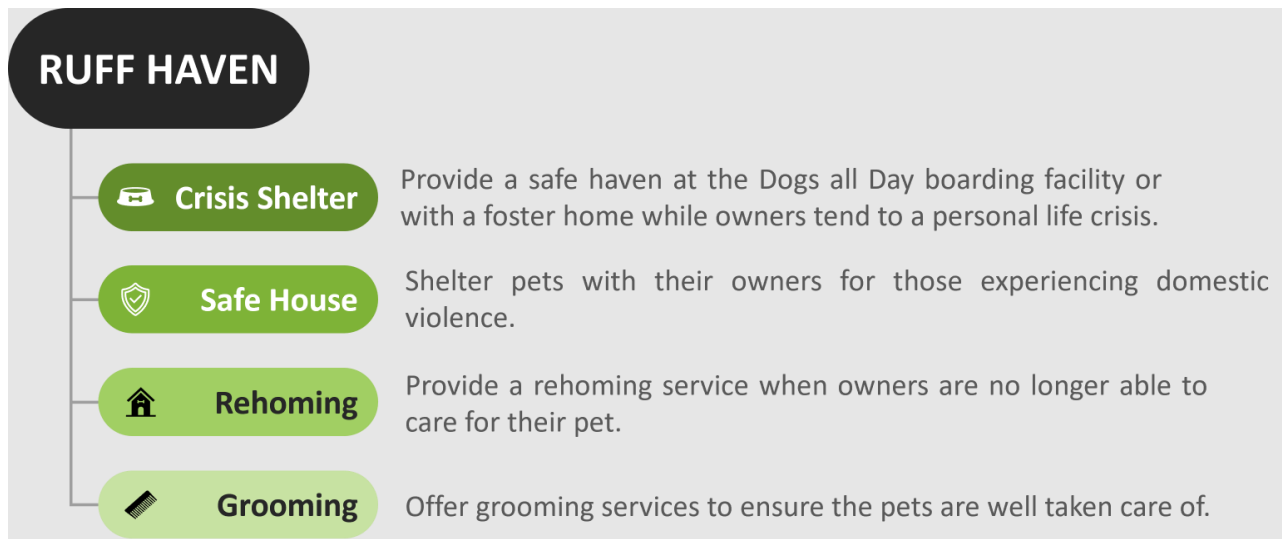 RUFF HAVEN
Crisis Shelter
Provide a safe haven at the Dogs all Day boarding facility or
with a foster home while owners tend to a personal life crisis.
Safe House
Shelter pets with their owners for those experiencing domestic
violence.
Rehoming
Provide a rehoming service when owners are no longer able to
care for their pet.
Grooming
Offer grooming services to ensure the pets are well taken care of.